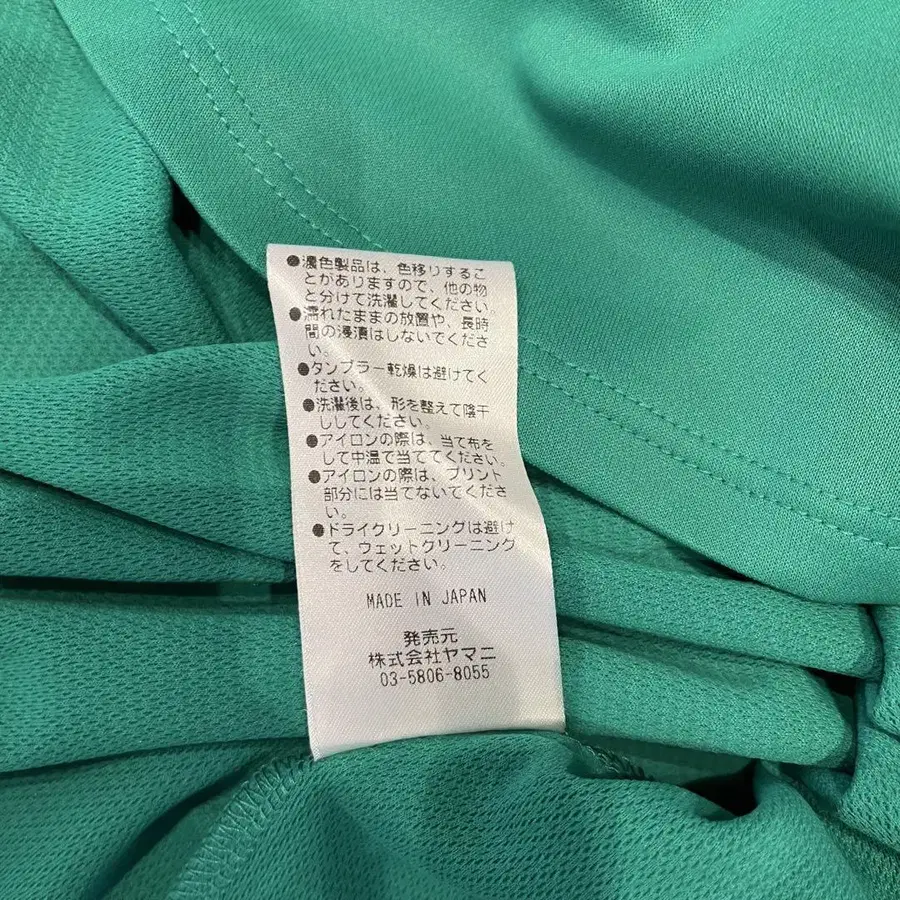 ●濃色製品は、色移りするこ
とがありますので、他の物
と分けて洗濯してください。
●濡れたままの放置や、長時
間の浸漬はしないでくださ
い。
●タンブラー乾燥は避けてく
ださい。
●洗濯後は、形を整えて陰干
ししてください。
●アイロンの際は、当て布を
して中温で当ててください。
●アイロンの際は、プリント
部分には当てないでくださ
い。
●ドライクリーニングは避け
て、ウェットクリーニング
をしてください。
MADE IN JAPAN
発売元
株式会社ヤマニ
03-5806-8055